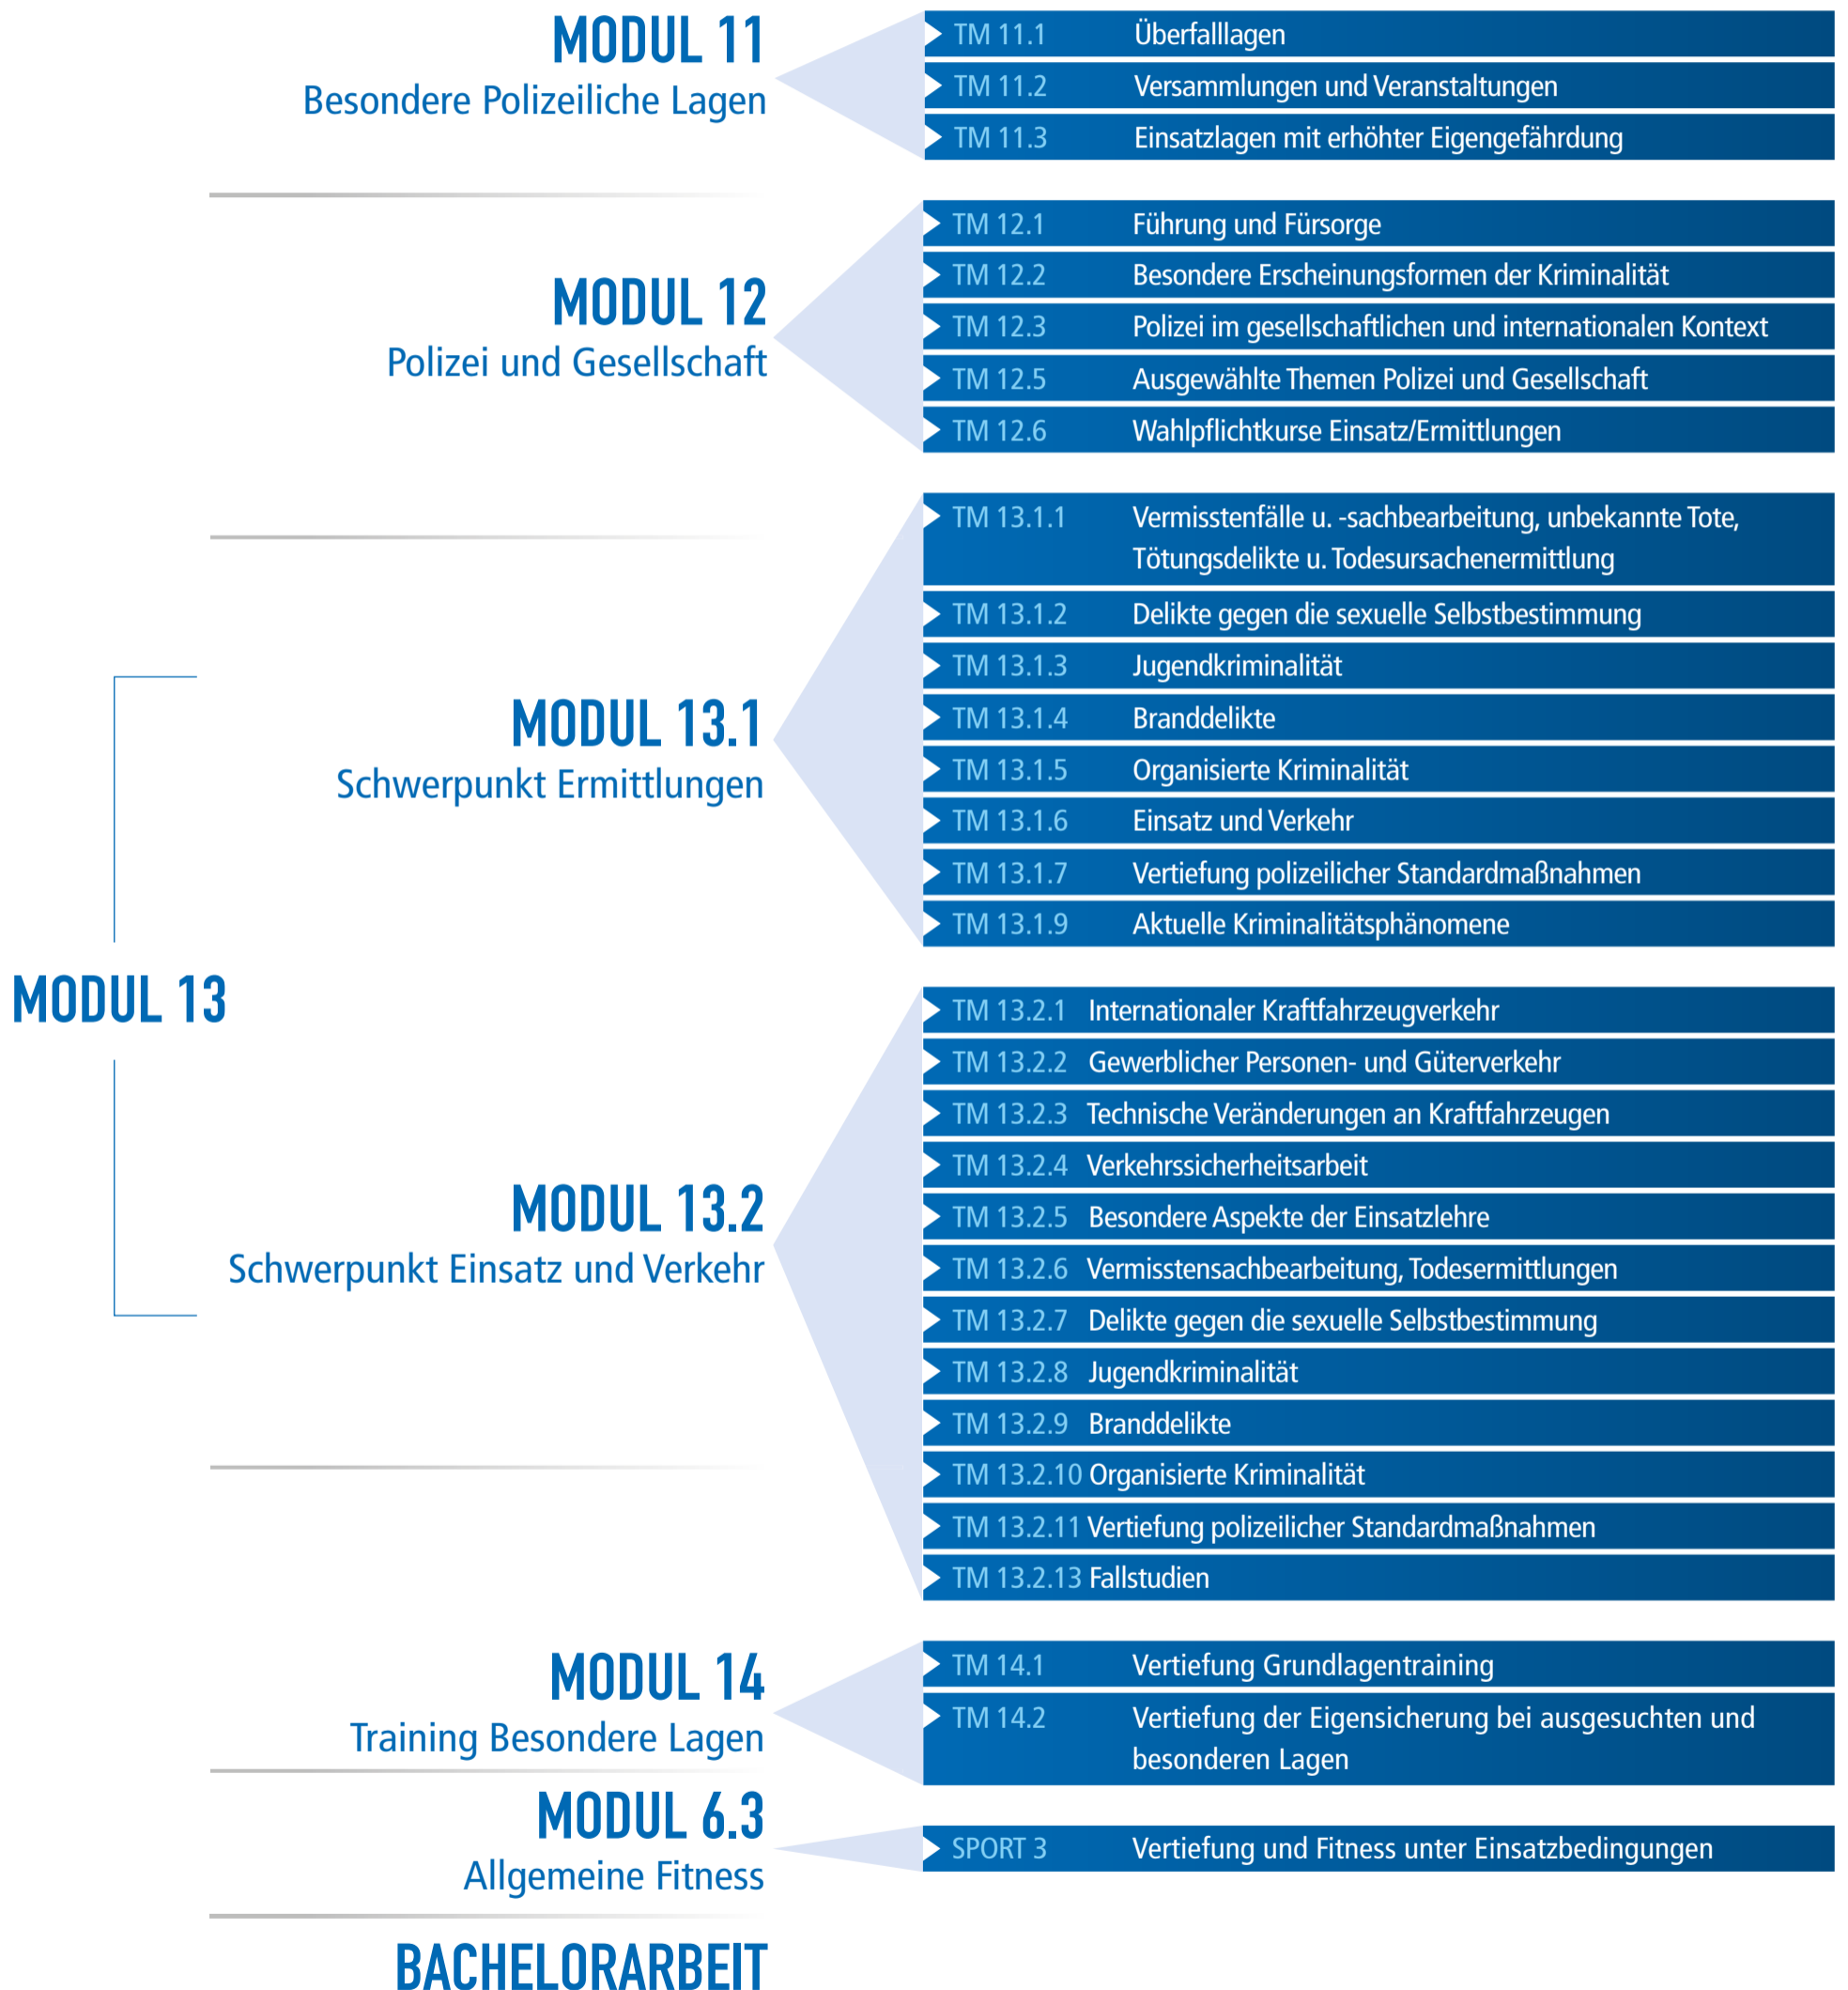 MODUL 11
Besondere Polizeiliche Lagen
TM 11.1 Überfalllagen
TM 11.2 Versammlungen und Veranstaltungen
TM 11.3 Einsatzlagen mit erhöhter Eigengefährdung
MODUL 12
Polizei und Gesellschaft
TM 12.1 Führung und Fürsorge
TM 12.2 Besondere Erscheinungsformen der Kriminalität
TM 12.3 Polizei im gesellschaftlichen und internationalen Kontext
TM 12.5 Ausgewählte Themen Polizei und Gesellschaft
TM 12.6 Wahlpflichtkurse Einsatz/Ermittlungen
MODUL 13
MODUL 13.1
Schwerpunkt Ermittlungen
TM 13.1.1 Vermisstenfälle u. -sachbearbeitung, unbekannte Tote,
Tötungsdelikte u. Todesursachenermittlung
TM 13.1.2 Delikte gegen die sexuelle Selbstbestimmung
TM 13.1.3 Jugendkriminalität
TM 13.1.4 Branddelikte
TM 13.1.5 Organisierte Kriminalität
TM 13.1.6 Einsatz und Verkehr
TM 13.1.7 Vertiefung polizeilicher Standardmaßnahmen
TM 13.1.9 Aktuelle Kriminalitätsphänomene
MODUL 13.2
Schwerpunkt Einsatz und Verkehr
TM 13.2.1 Internationaler Kraftfahrzeugverkehr
TM 13.2.2 Gewerblicher Personen- und Güterverkehr
TM 13.2.3 Technische Veränderungen an Kraftfahrzeugen
TM 13.2.4 Verkehrssicherheitsarbeit
TM 13.2.5 Besondere Aspekte der Einsatzlehre
TM 13.2.6 Vermisstensachbearbeitung, Todesermittlungen
TM 13.2.7 Delikte gegen die sexuelle Selbstbestimmung
TM 13.2.8 Jugendkriminalität
TM 13.2.9 Branddelikte
TM 13.2.10 Organisierte Kriminalität
TM 13.2.11 Vertiefung polizeilicher Standardmaßnahmen
TM 13.2.13 Fallstudien
MODUL 14
Training Besondere Lagen
TM 14.1 Vertiefung Grundlagentraining
TM 14.2 Vertiefung der Eigensicherung bei ausgesuchten und
besonderen Lagen
MODUL 6.3
Allgemeine Fitness
SPORT 3 Vertiefung und Fitness unter Einsatzbedingungen
BACHELORARBEIT